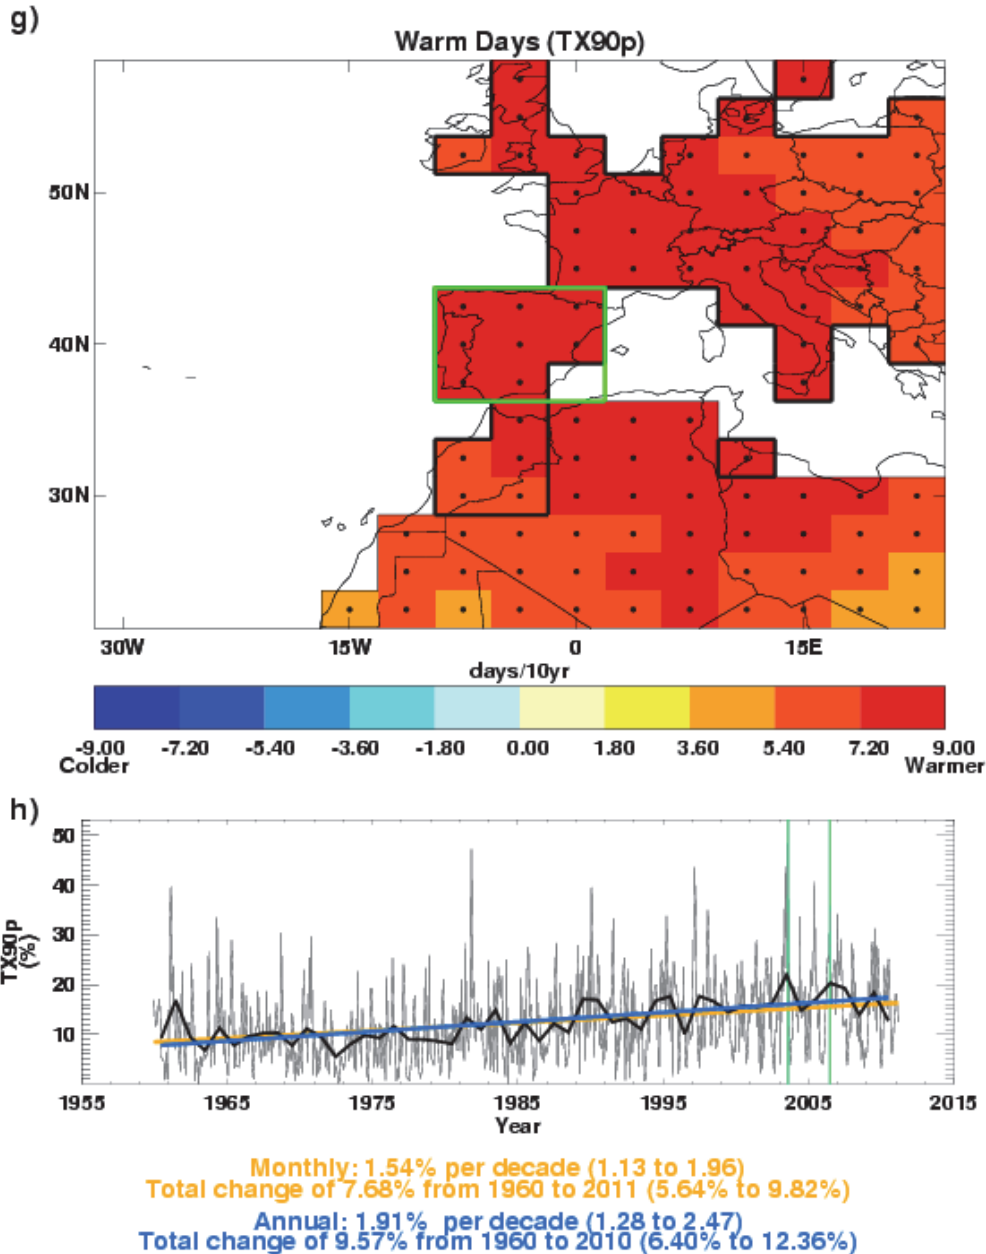 g)
Warm Days (TX90p)
50N
40N
30N
30W 15W 0 15E
days/10yr
-9.00 -7.20 -5.40 -3.60 -1.80 0.00 1.80 3.60 5.40 7.20 9.00
Colder Warmer
h)
50
40
30
20
10
TX90p
(%)
1955 1965 1975 1985 1995 2005 2015
Year
Monthly: 1.54% per decade (1.13 to 1.96)
Total change of 7.68% from 1960 to 2011 (5.64% to 9.82%)
Annual: 1.91% per decade (1.28 to 2.47)
Total change of 9.57% from 1960 to 2010 (6.40% to 12.36%)